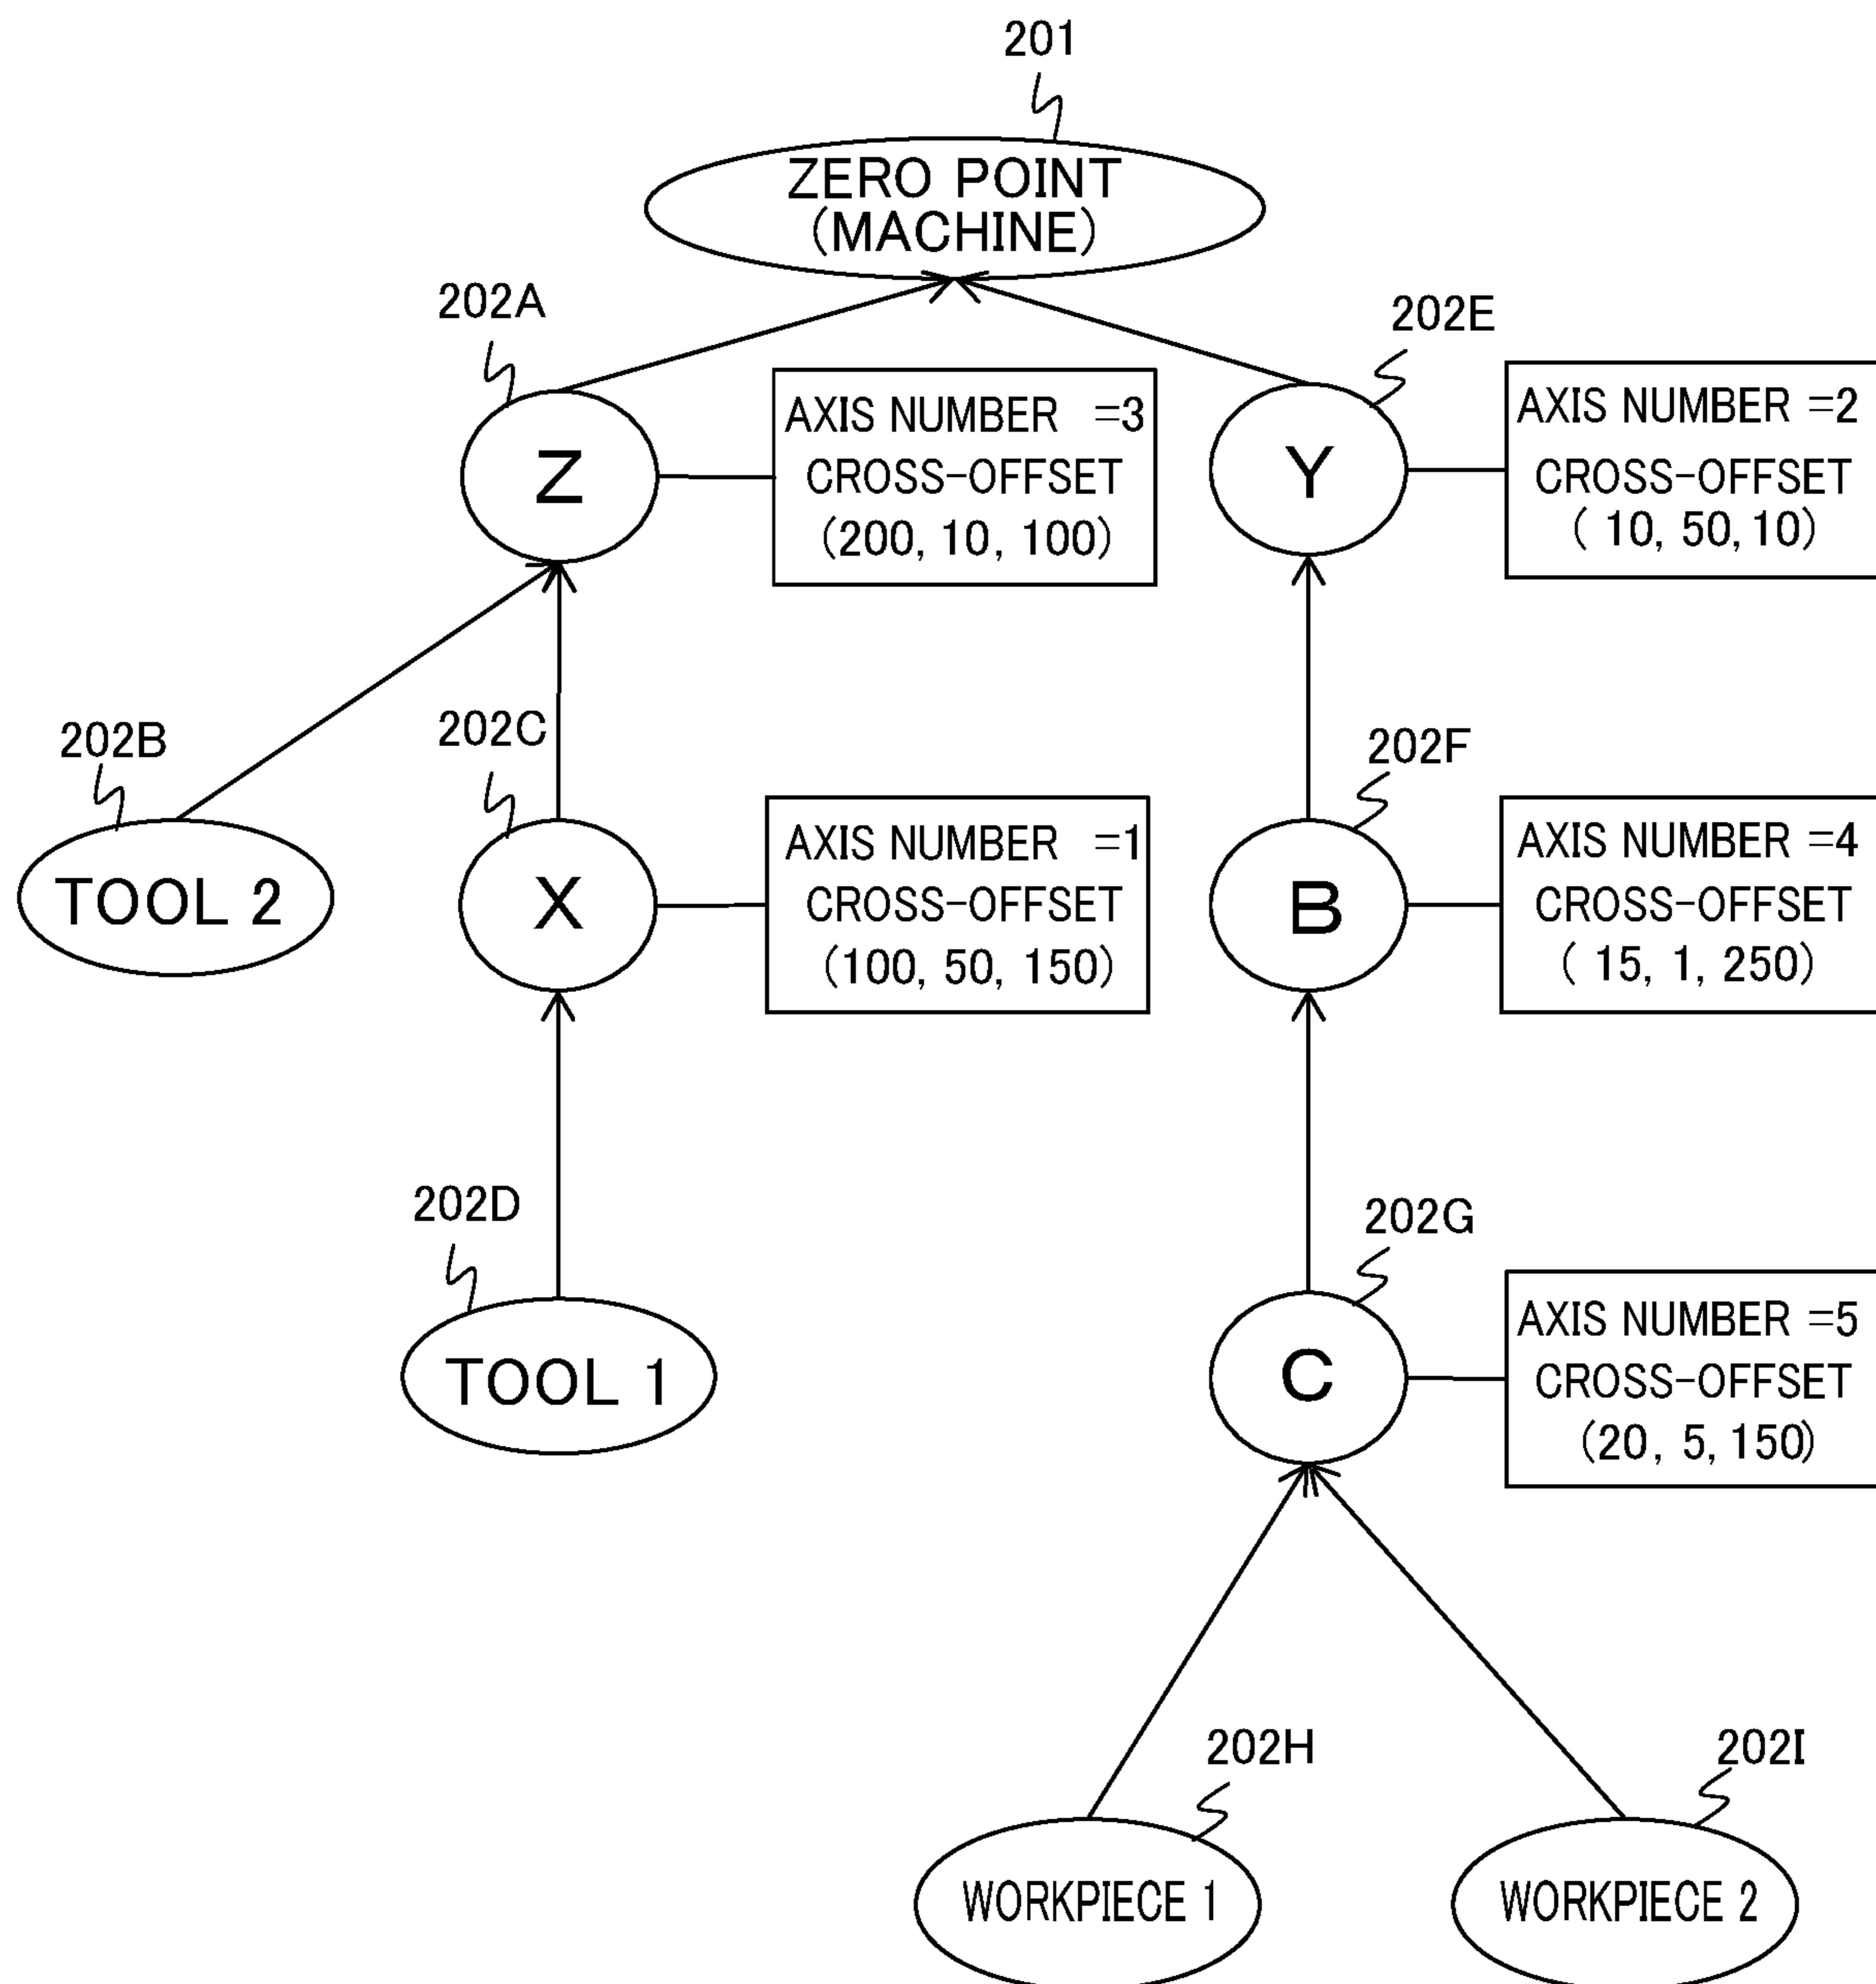 201
ZERO POINT
(MACHINE)
202A
202E
Z
AXIS NUMBER =3
CROSS-OFFSET
(200, 10, 100)
Y
AXIS NUMBER =2
CROSS-OFFSET
( 10, 50, 10)
202B
202C
202F
TOOL 2
X
AXIS NUMBER =1
CROSS-OFFSET
(100, 50, 150)
B
AXIS NUMBER =4
CROSS-OFFSET
( 15, 1, 250)
202D
202G
TOOL 1
C
AXIS NUMBER =5
CROSS-OFFSET
(20, 5, 150)
202H
202I
WORKPIECE 1
WORKPIECE 2